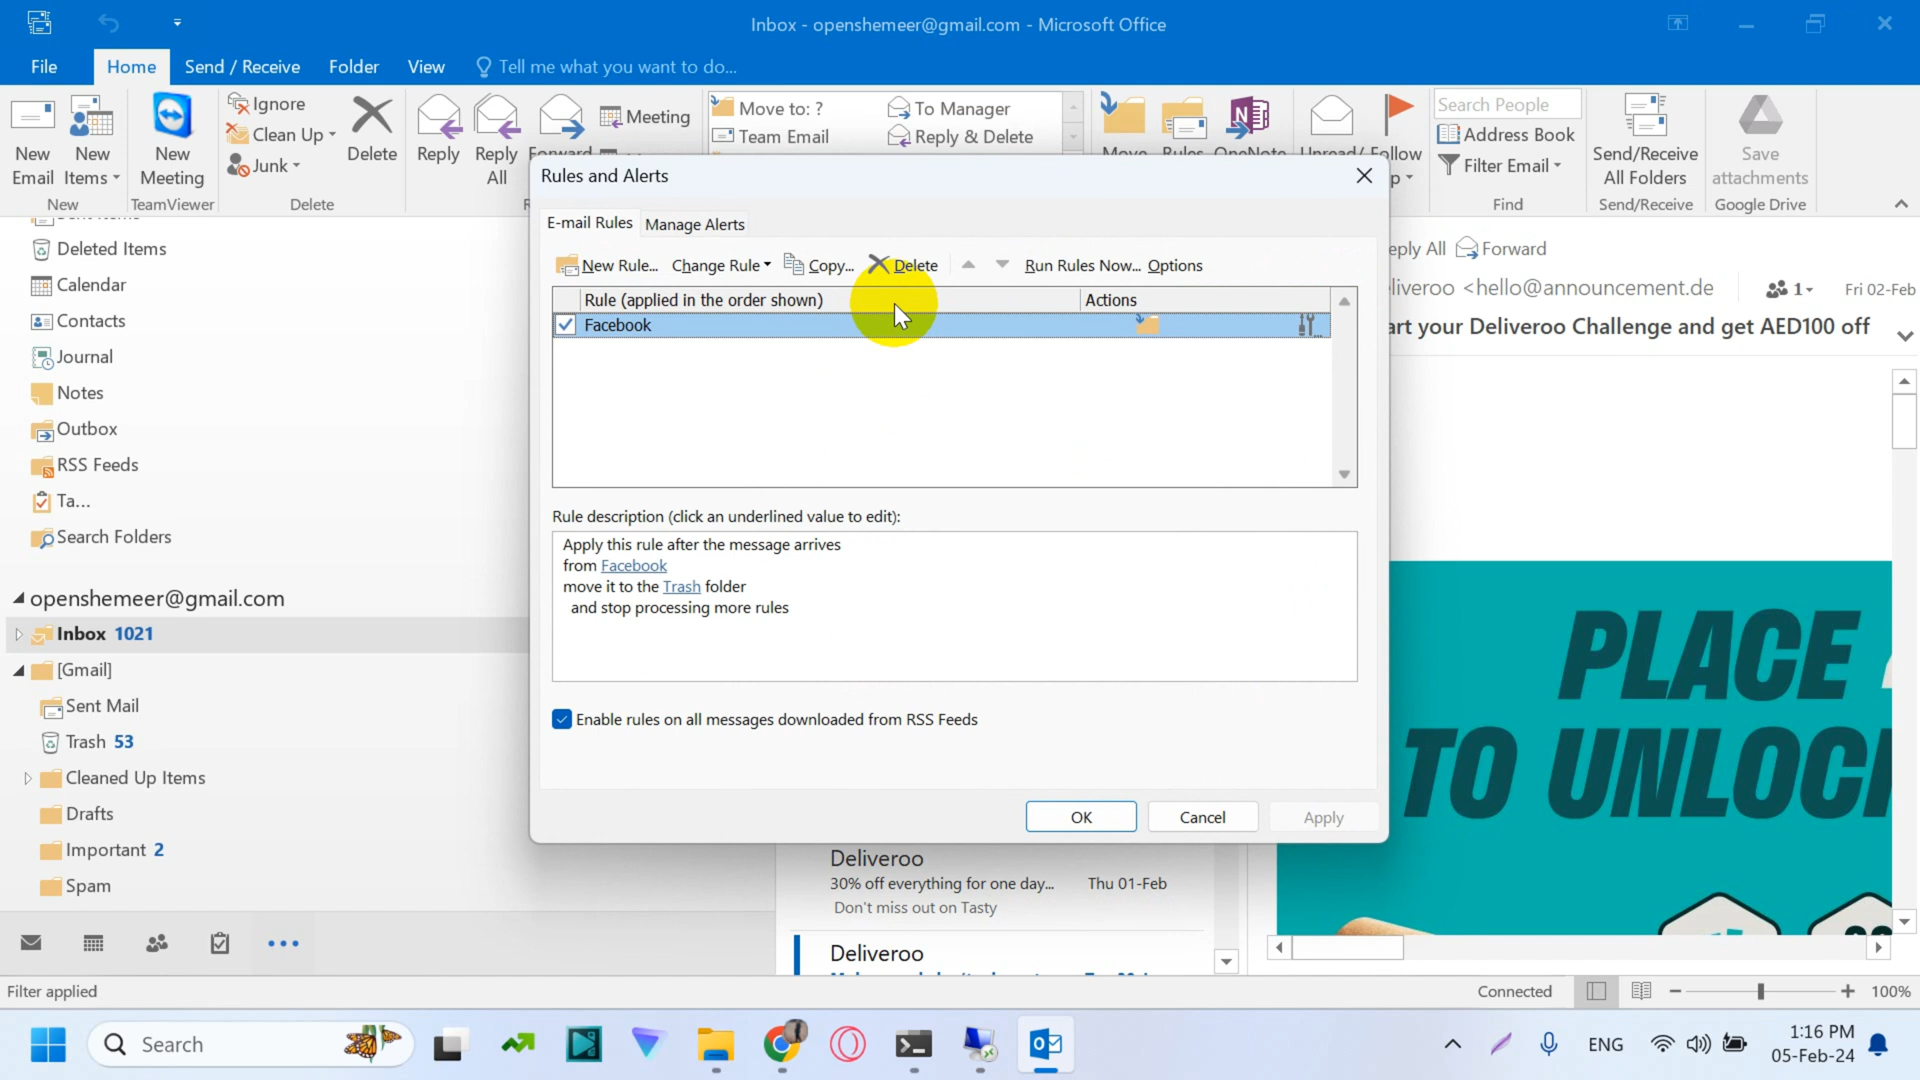 Inbox - openshemeer@gmail.com - Microsoft Office
File
Home
Send / Receive
Folder
View
Tell me what you want to do...
New Email
New Items
New
New Meeting
TeamViewer
Ignore
Clean Up
Junk
Delete
Delete
Reply
Reply All
Forward
Meeting
Move to: ?
Team Email
To Manager
Reply & Delete
Move
Rules
OneNote
Unread/
Follow
Search People
Address Book
Filter Email
Find
Send/Receive All Folders
Send/Receive
Save attachments
Google Drive
Deleted Items
Calendar
Contacts
Journal
Notes
Outbox
RSS Feeds
Ta...
Search Folders
openshemeer@gmail.com
Inbox 1021
[Gmail]
Sent Mail
Trash 53
Cleaned Up Items
Drafts
Important 2
Spam
Rules and Alerts
E-mail Rules
Manage Alerts
New Rule...
Change Rule
Copy...
Delete
Run Rules Now...
Options
Rule (applied in the order shown)
Actions
Facebook
Rule description (click an underlined value to edit):
Apply this rule after the message arrives
from Facebook
move it to the Trash folder
and stop processing more rules
Enable rules on all messages downloaded from RSS Feeds
OK
Cancel
Apply
eply All
Forward
liveroo <hello@announcement.de
1
Fri 02-Feb
art your Deliveroo Challenge and get AED100 off
PLACE
TO UNLOC
Deliveroo
30% off everything for one day...
Thu 01-Feb
Don't miss out on Tasty
Deliveroo
Filter applied
Connected
100%
Search
ENG
1:16 PM
05-Feb-24